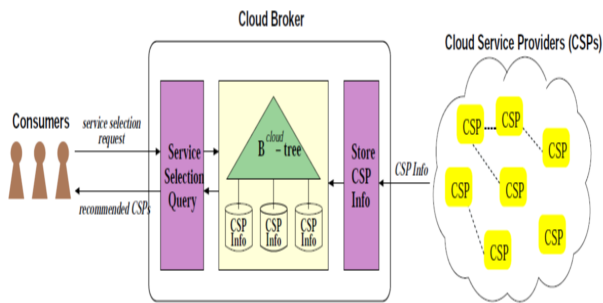 Cloud Broker
Cloud Service Providers (CSPs)
Consumers
service selection
request
recommended CSPs
Service
Selection
Query
B cloud – tree
CSP
Info
CSP
Info
CSP
Info
Store
CSP
Info
CSP Info
CSP
CSP
CSP
CSP
CSP
CSP
CSP